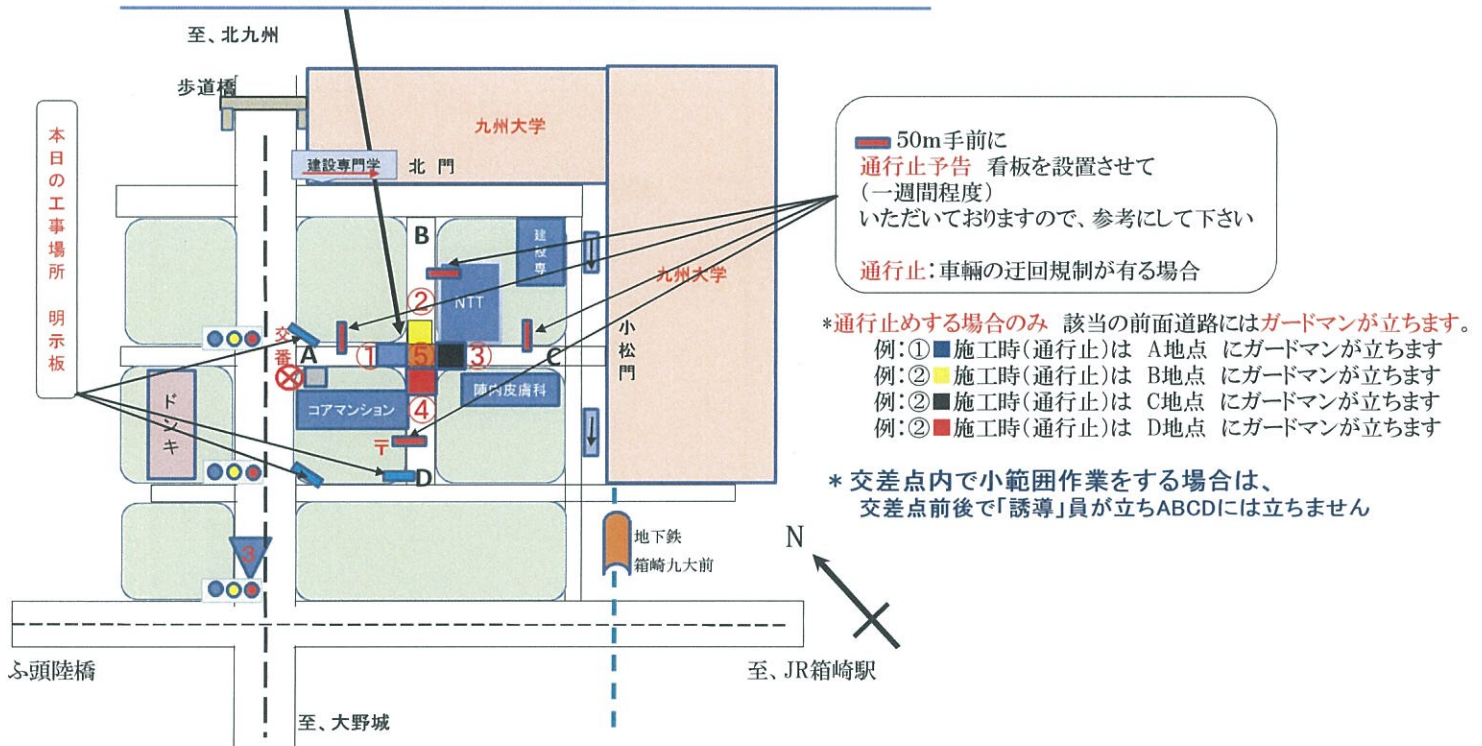 至、北九州
歩道橋
本日の工事場所 明示板
九州大学
建設専門学
北 門
50m手前に
通行止予告 看板を設置させて
(一週間程度)
いただいておりますので、参考にして下さい
通行止:車輛の迂回規制が有る場合
B
建設専
九州大学
②
NTT
小松門
交番
A
①
⑤
③
C
*通行止めする場合のみ 該当の前面道路にはガードマンが立ちます。
例:①■施工時(通行止)は A地点 にガードマンが立ちます
例:②■施工時(通行止)は B地点 にガードマンが立ちます
例:②■施工時(通行止)は C地点 にガードマンが立ちます
例:②■施工時(通行止)は D地点 にガードマンが立ちます
ドンキ
コアマンション
④
陣内皮膚科
〒
D
*交差点内で小範囲作業をする場合は、
交差点前後で「誘導」員が立ちABCDには立ちません
3
地下鉄
箱崎九大前
N
ふ頭陸橋
至、JR箱崎駅
至、大野城